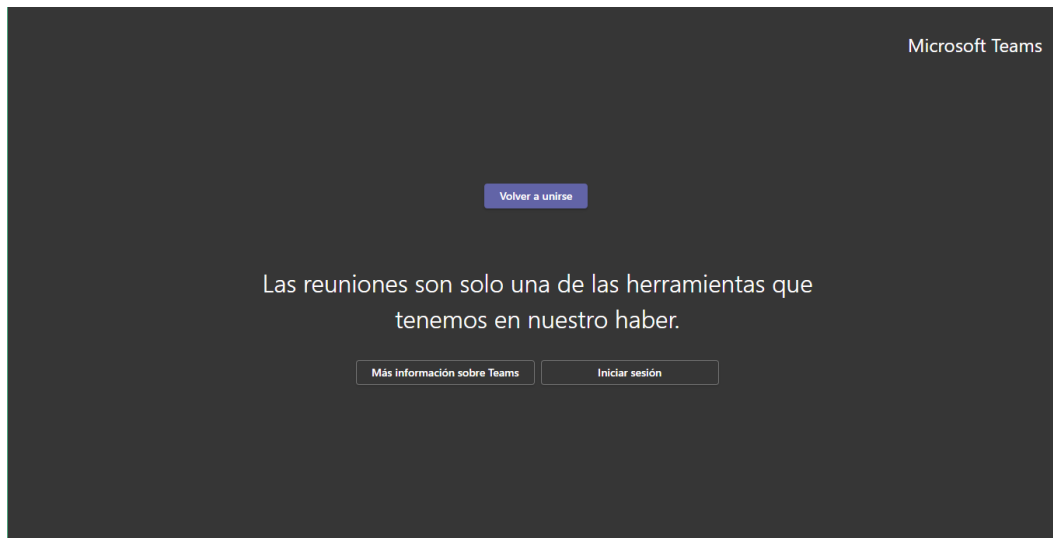 Microsoft Teams
Volver a unirse
Las reuniones son solo una de las herramientas que
tenemos en nuestro haber.
Más información sobre Teams
Iniciar sesión